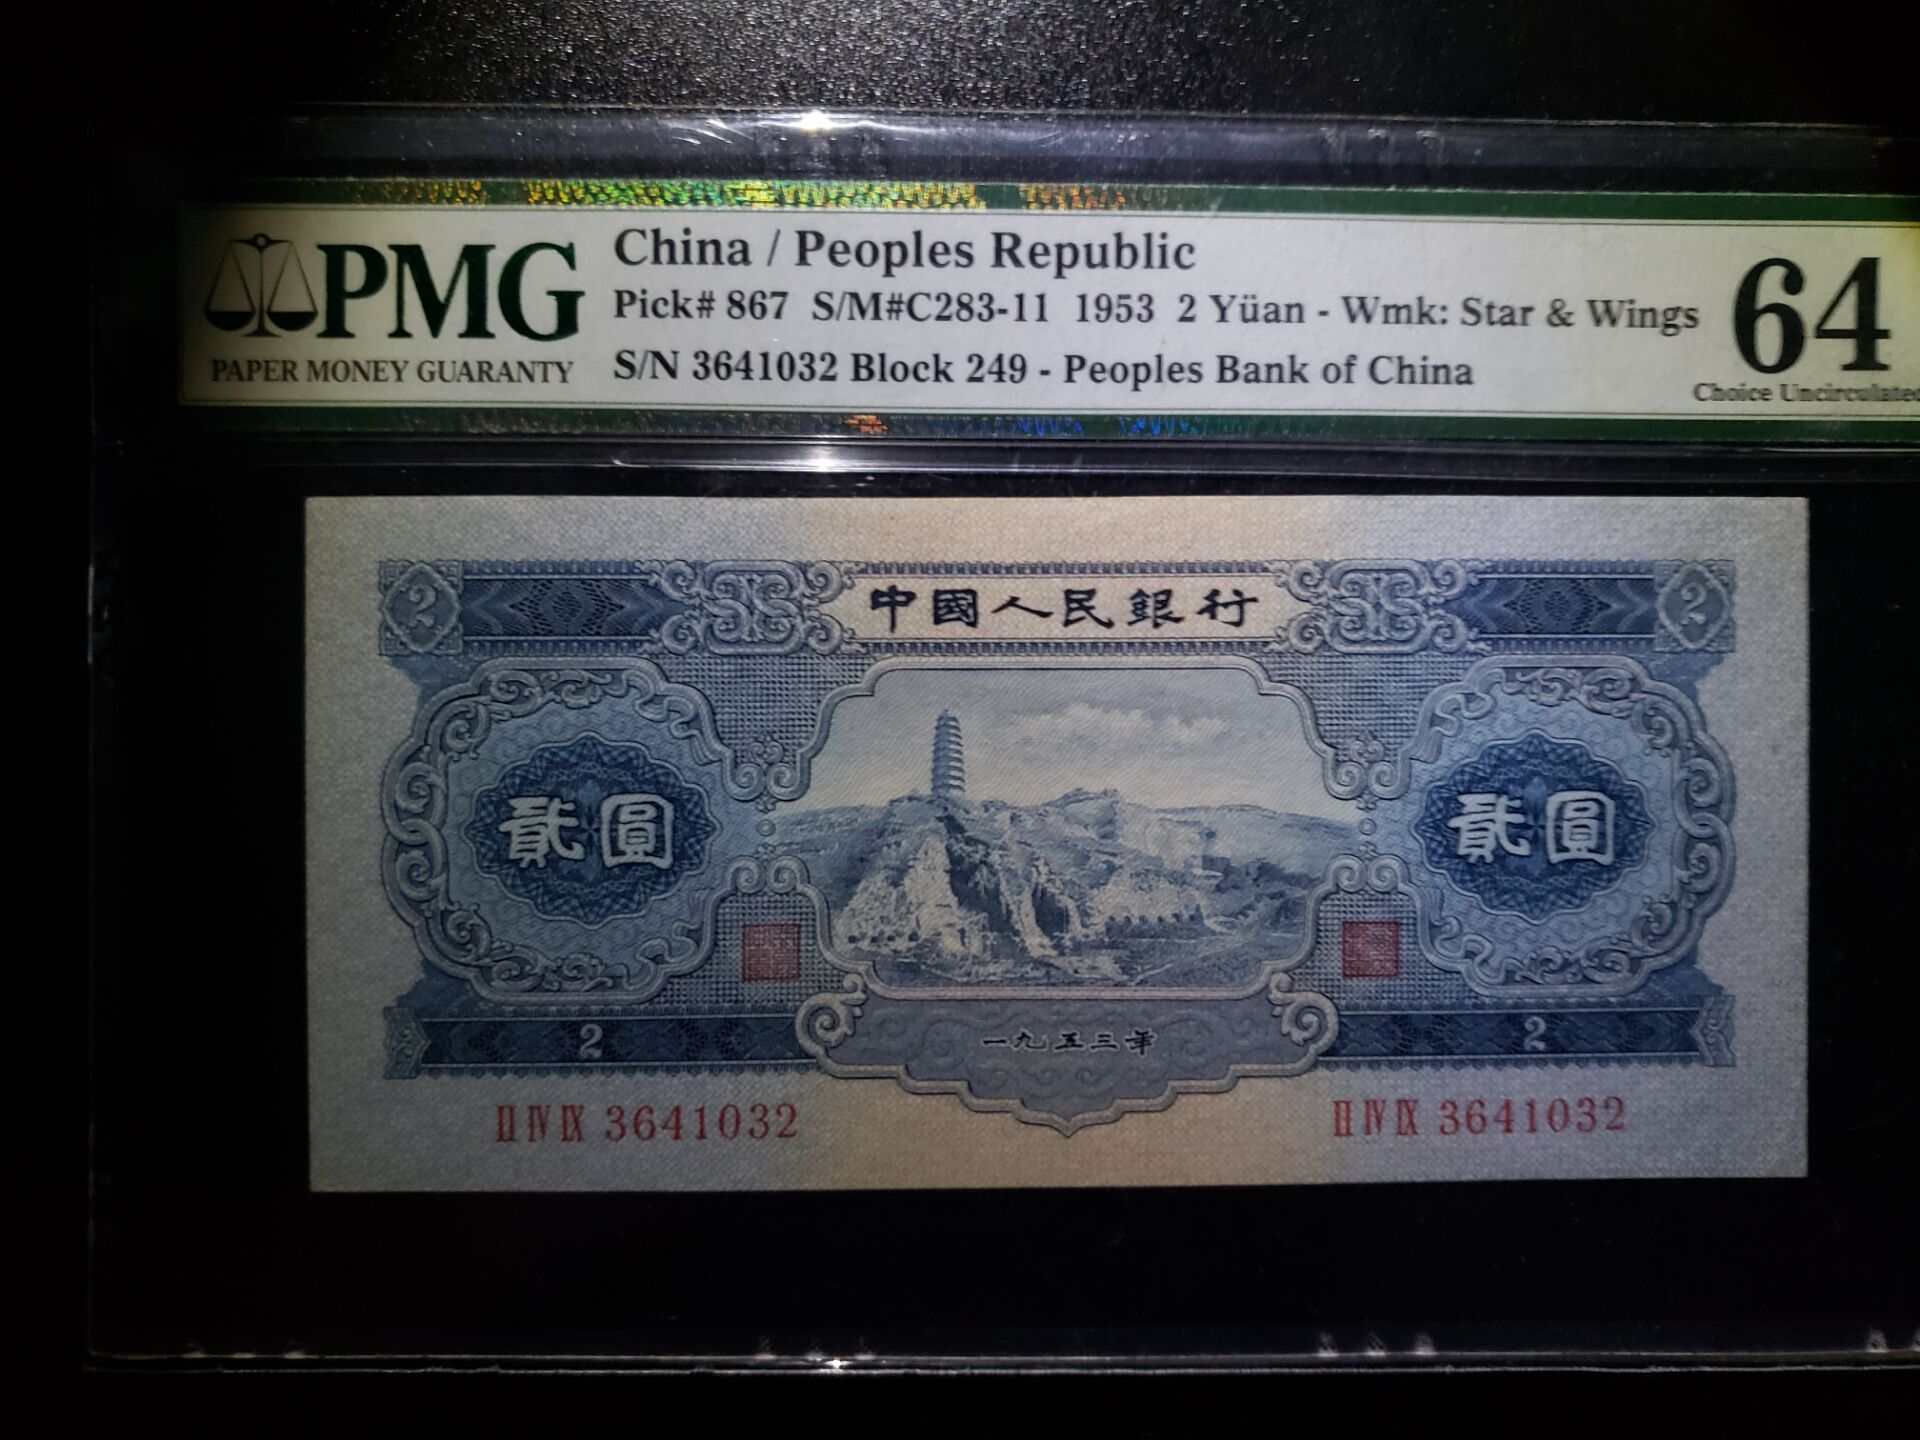 PMG
PAPER MONEY GUARANTY
China / Peoples Republic
Pick# 867 S/M#C283-11 1953 2 Yüan - Wmk: Star & Wings
S/N 3641032 Block 249 - Peoples Bank of China
64
Choice Uncirculated
2
中國人民銀行
2
貳圓
貳圓
2
一九五三年
2
II IV IX 3641032
II IV IX 3641032